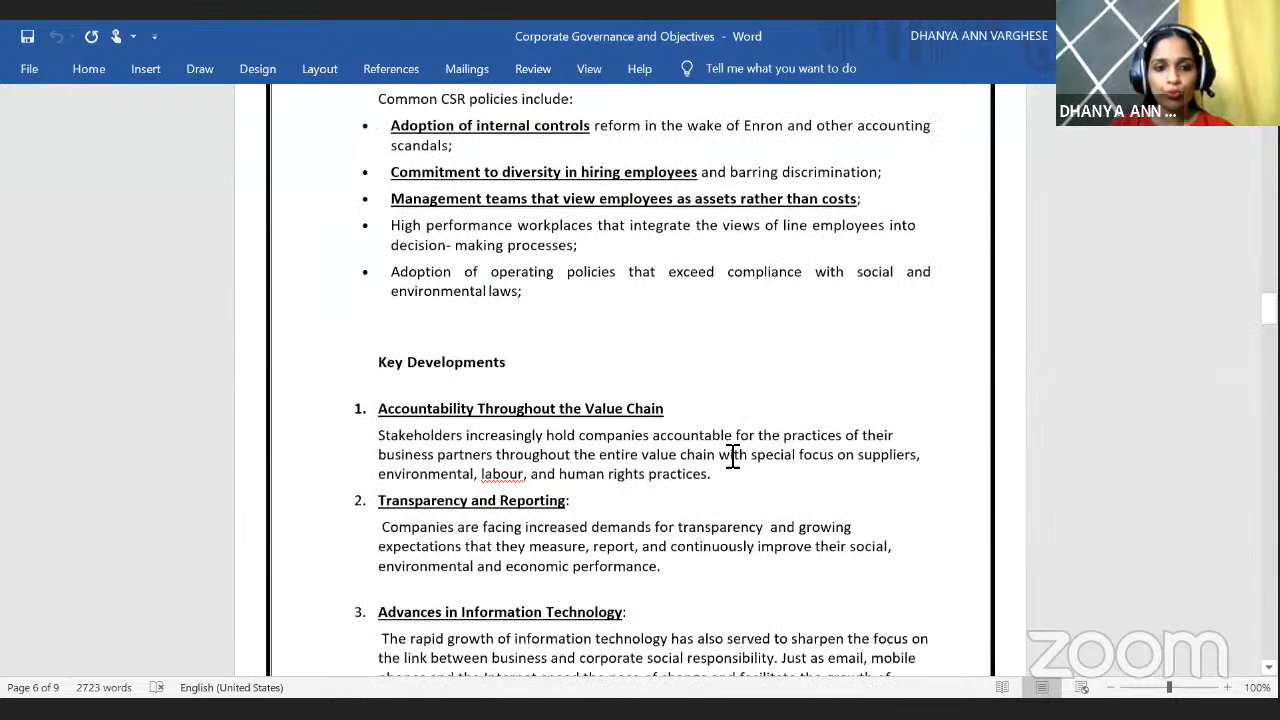 Corporate Governance and Objectives - Word
DHANYA ANN VARGHESE
File Home Insert Draw Design Layout References Mailings Review View Help Tell me what you want to do
DHANYA ANN ...
Common CSR policies include:
• Adoption of internal controls reform in the wake of Enron and other accounting
scandals;
• Commitment to diversity in hiring employees and barring discrimination;
• Management teams that view employees as assets rather than costs;
• High performance workplaces that integrate the views of line employees into
decision- making processes;
• Adoption of operating policies that exceed compliance with social and
environmental laws;
Key Developments
1. Accountability Throughout the Value Chain
Stakeholders increasingly hold companies accountable for the practices of their
business partners throughout the entire value chain with special focus on suppliers,
environmental, labour, and human rights practices.
2. Transparency and Reporting:
Companies are facing increased demands for transparency and growing
expectations that they measure, report, and continuously improve their social,
environmental and economic performance.
3. Advances in Information Technology:
The rapid growth of information technology has also served to sharpen the focus on
the link between business and corporate social responsibility. Just as email, mobile
zoom
Page 6 of 9 2723 words English (United States) 100%